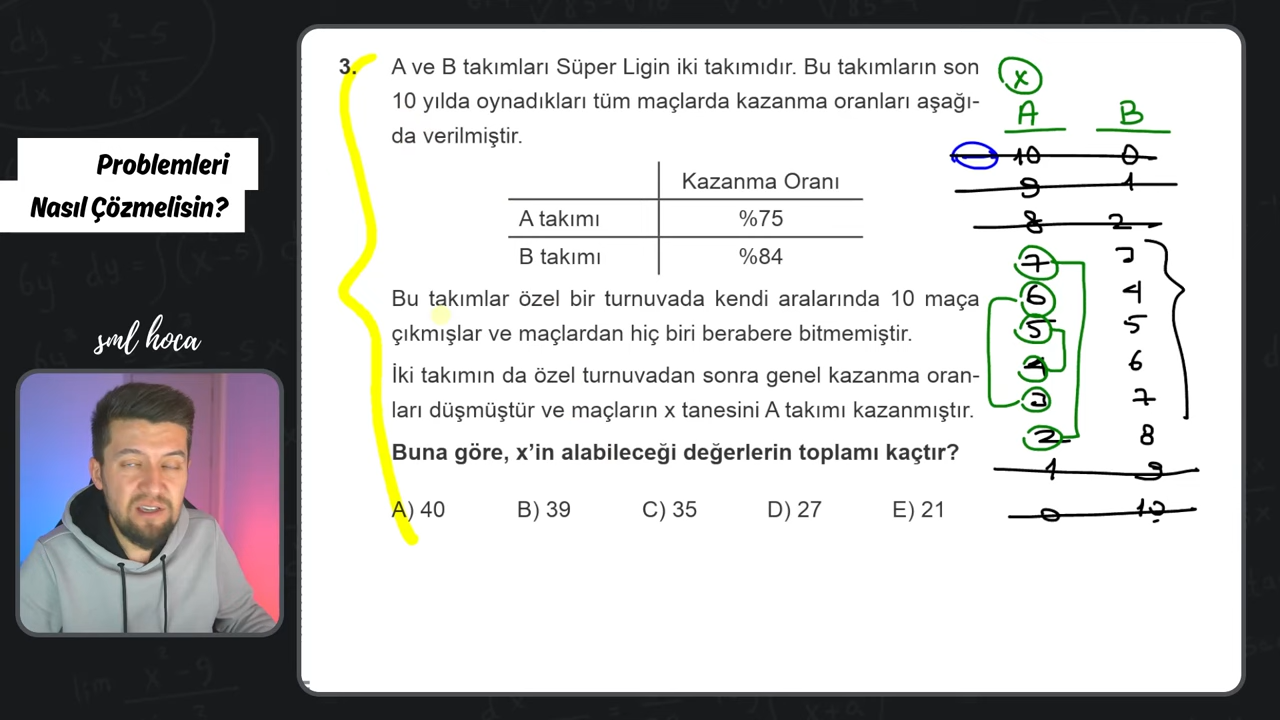 Problemleri
Nasıl Çözmelisin?
sml hoca
3. A ve B takımları Süper Ligin iki takımıdır. Bu takımların son
10 yılda oynadıkları tüm maçlarda kazanma oranları aşağı-
da verilmiştir.
Kazanma Oranı
A takımı %75
B takımı %84
Bu takımlar özel bir turnuvada kendi aralarında 10 maça
çıkmışlar ve maçlardan hiç biri berabere bitmemiştir.
İki takımın da özel turnuvadan sonra genel kazanma oran-
ları düşmüştür ve maçların x tanesini A takımı kazanmıştır.
Buna göre, x'in alabileceği değerlerin toplamı kaçtır?
A) 40 B) 39 C) 35 D) 27 E) 21
x
A B
10 0
9 1
8 2
7 3
6 4
5 5
4 6
3 7
2 8
1 9
0 10